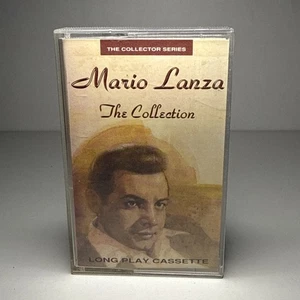 THE COLLECTOR SERIES
Mario Lanza
The Collection
LONG PLAY CASSETTE